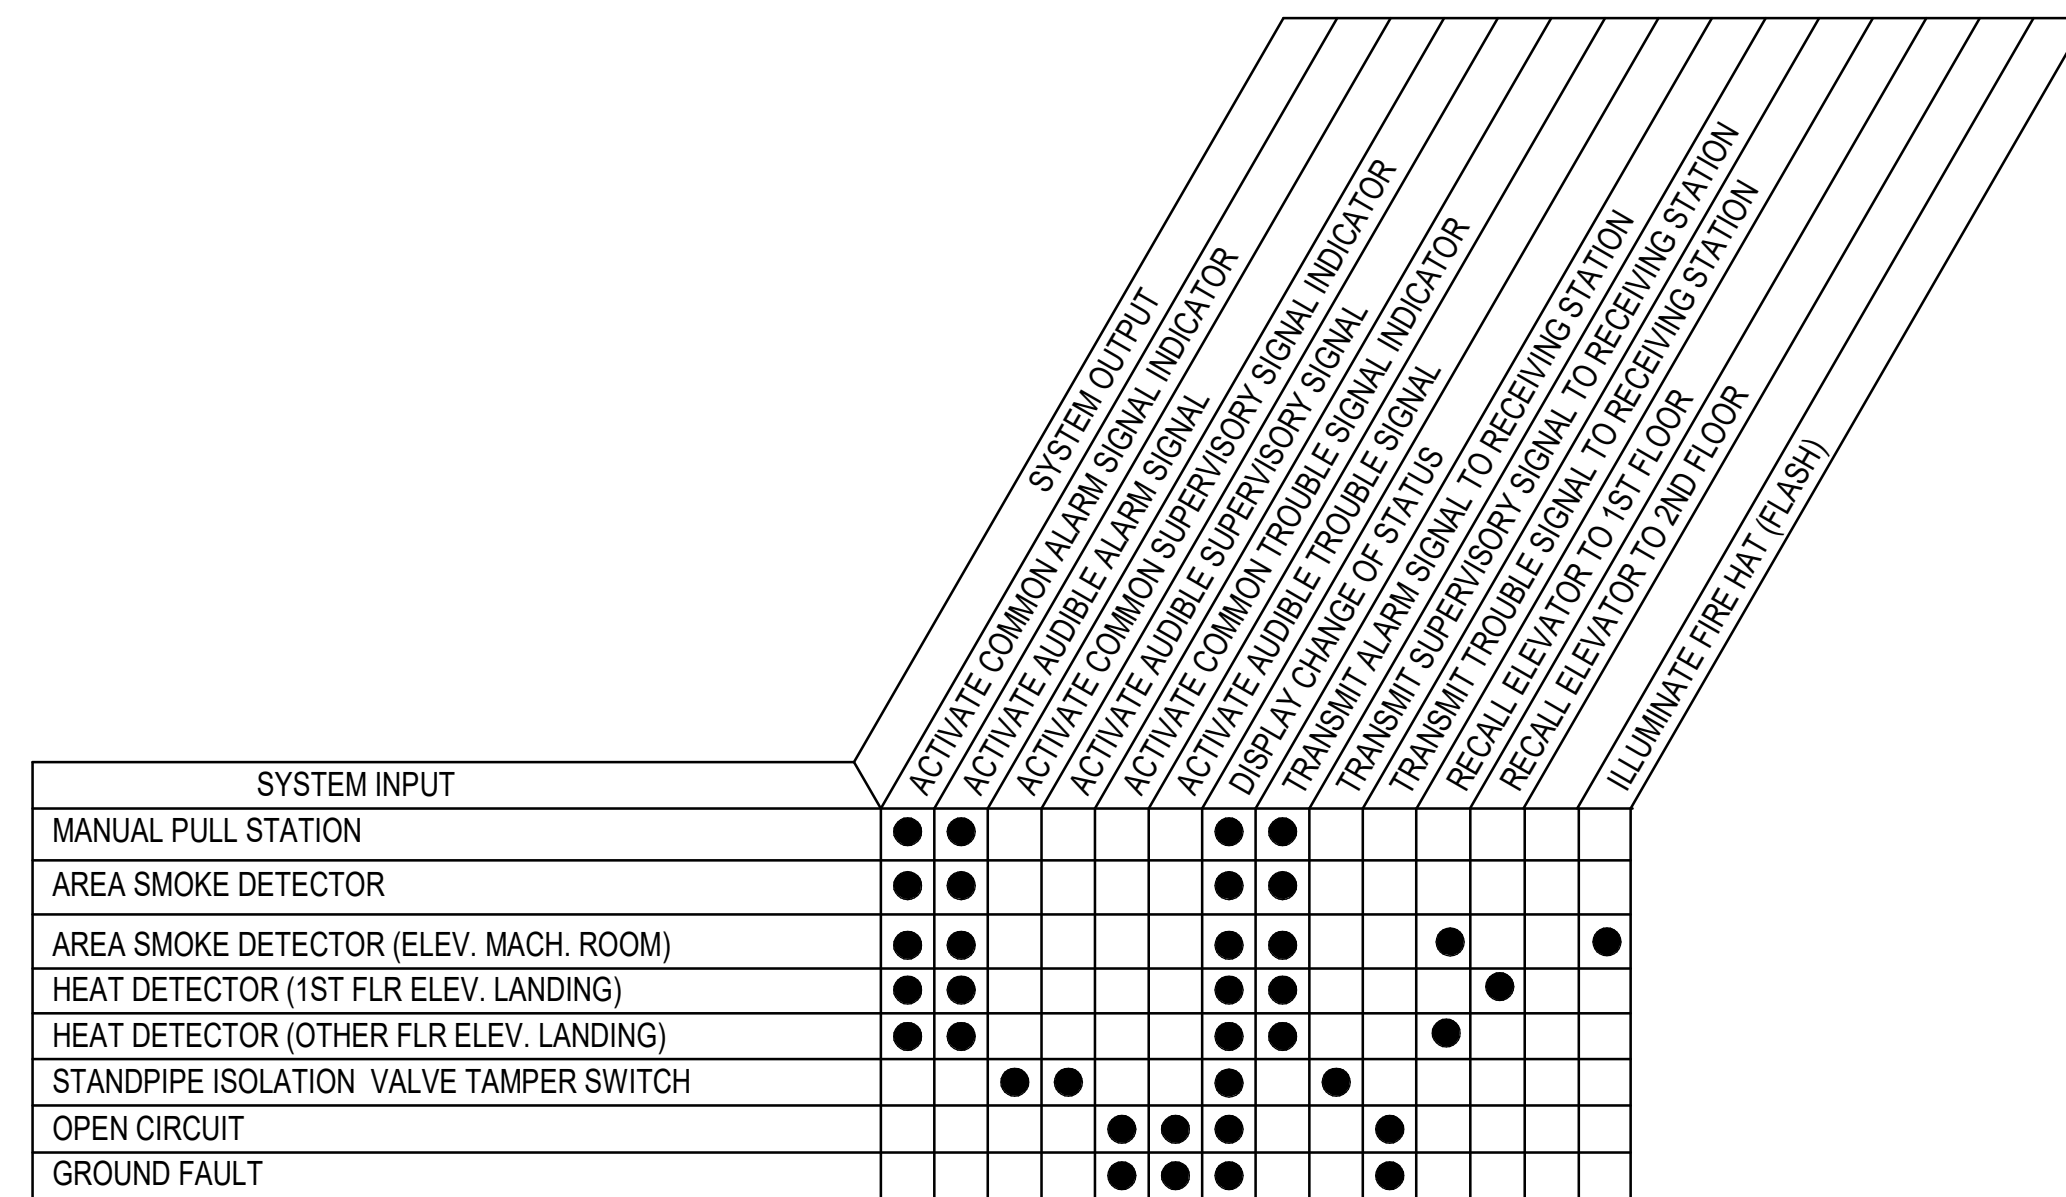 SYSTEM OUTPUT
ACTIVATE COMMON ALARM SIGNAL INDICATOR
ACTIVATE AUDIBLE ALARM SIGNAL
ACTIVATE COMMON SUPERVISORY SIGNAL INDICATOR
ACTIVATE AUDIBLE SUPERVISORY SIGNAL
ACTIVATE COMMON TROUBLE SIGNAL INDICATOR
ACTIVATE AUDIBLE TROUBLE SIGNAL
DISPLAY CHANGE OF STATUS
TRANSMIT ALARM SIGNAL TO RECEIVING STATION
TRANSMIT SUPERVISORY SIGNAL TO RECEIVING STATION
TRANSMIT TROUBLE SIGNAL TO RECEIVING STATION
RECALL ELEVATOR TO 1ST FLOOR
RECALL ELEVATOR TO 2ND FLOOR
ILLUMINATE FIRE HAT (FLASH)
SYSTEM INPUT
MANUAL PULL STATION
AREA SMOKE DETECTOR
AREA SMOKE DETECTOR (ELEV. MACH. ROOM)
HEAT DETECTOR (1ST FLR ELEV. LANDING)
HEAT DETECTOR (OTHER FLR ELEV. LANDING)
STANDPIPE ISOLATION VALVE TAMPER SWITCH
OPEN CIRCUIT
GROUND FAULT